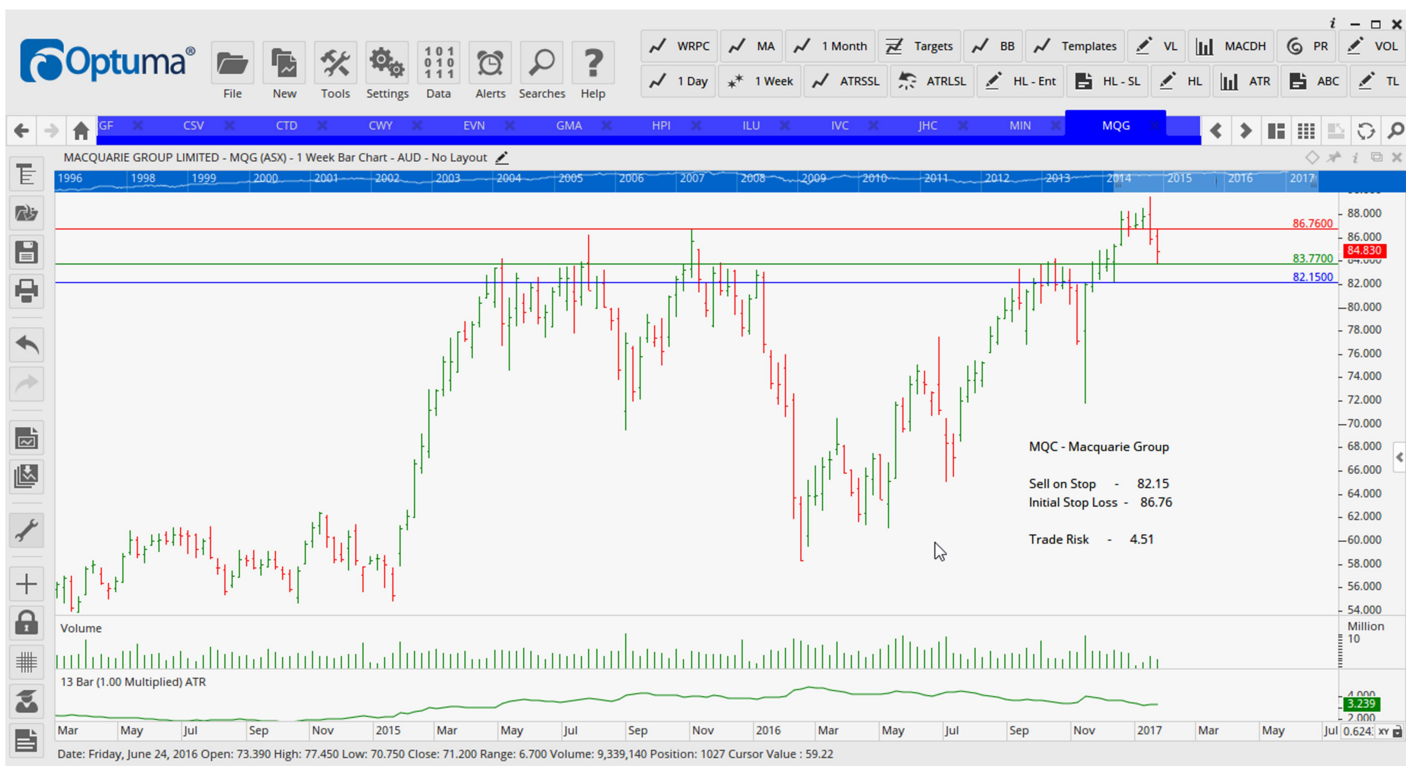 i
Optuma®
WRPC MA 1 Month Targets BB Templates VL MACDH PR VOL
1 Day 1 Week ATRSSL ATRLSL HL - Ent HL - SL HL ATR ABC TL
101
010
111
File New Tools Settings Data Alerts Searches Help
GF CSV CTD CWY EVN GMA HPI ILU IVC JHC MIN MQG
MACQUARIE GROUP LIMITED - MQG (ASX) - 1 Week Bar Chart - AUD - No Layout
1996 1998 1999 2000 2001 2002 2003 2004 2005 2006 2007 2008 2009 2010 2011 2012 2013 2014 2015 2016 2017
88.000
86.7600
86.000
84.830
83.7700
84.000
82.1500
82.000
80.000
78.000
76.000
74.000
72.000
70.000
68.000
MQC - Macquarie Group
66.000
Sell on Stop - 82.15
64.000
Initial Stop Loss - 86.76
62.000
Trade Risk - 4.51
60.000
58.000
56.000
54.000
Volume
Million
10
13 Bar (1.00 Multiplied) ATR
4.000
3.239
2.000
Mar May Jul Sep Nov 2015 Mar May Jul Sep Nov 2016 Mar May Jul Sep Nov 2017 Mar May Jul 0.624 XY
Date: Friday, June 24, 2016 Open: 73.390 High: 77.450 Low: 70.750 Close: 71.200 Range: 6.700 Volume: 9,339,140 Position: 1027 Cursor Value : 59.22